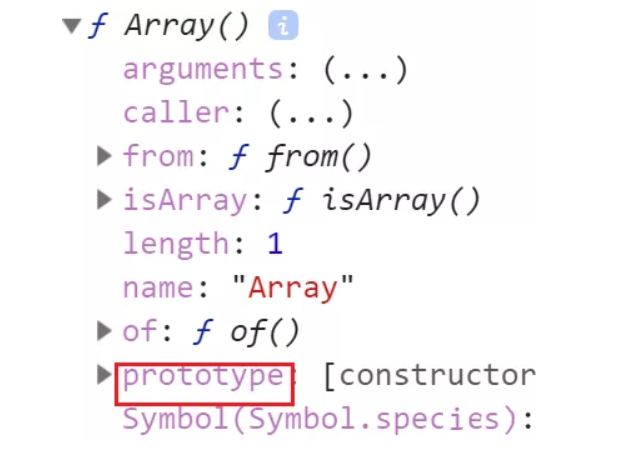 ▼ƒ Array() i
arguments: (...)
caller: (...)
▶from: ƒ from()
▶isArray: ƒ isArray()
length: 1
name: "Array"
▶of: ƒ of()
▶prototype: [constructor
Symbol(Symbol.species):